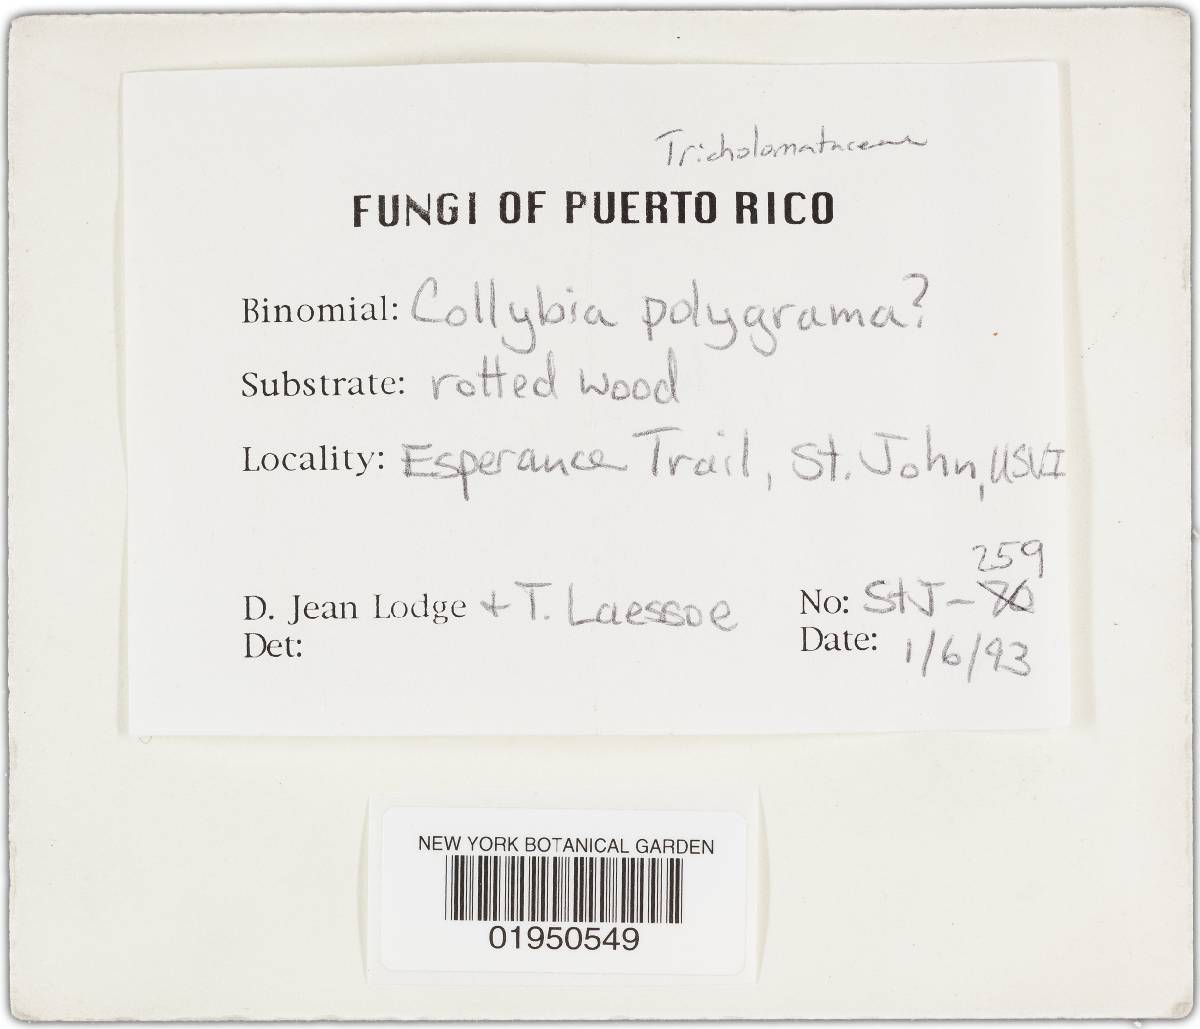 Tricholomataceae
FUNGI OF PUERTO RICO
Binomial: Collybia polygrama?
Substrate: rotted wood
Locality: Esperance Trail, St. John, USVI
259
D. Jean Lodge + T. Laessoe No: StJ-70
Det: Date: 1/6/93
NEW YORK BOTANICAL GARDEN
01950549